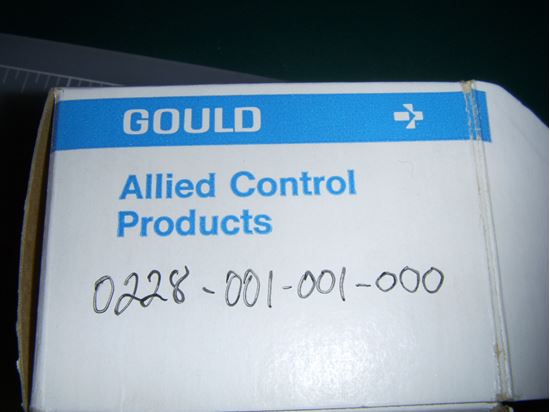 GOULD
Allied Control
Products
0228-001-001-000